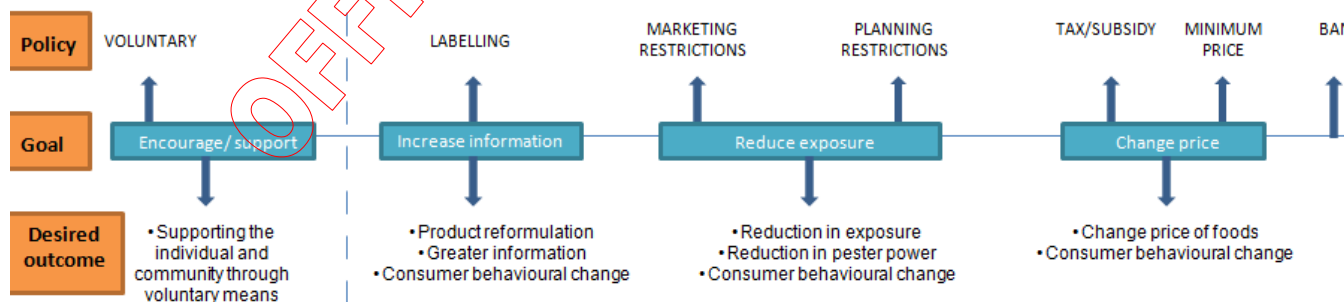 Policy
VOLUNTARY
LABELLING
MARKETING
RESTRICTIONS
PLANNING
RESTRICTIONS
TAX/SUBSIDY
MINIMUM
PRICE
Goal
Encourage/ support
Increase information
Reduce exposure
Change price
Desired
outcome
• Supporting the
individual and
community through
voluntary means
• Product reformulation
• Greater information
• Consumer behavioural change
• Reduction in exposure
• Reduction in pester power
• Consumer behavioural change
• Change price of foods
• Consumer behavioural change